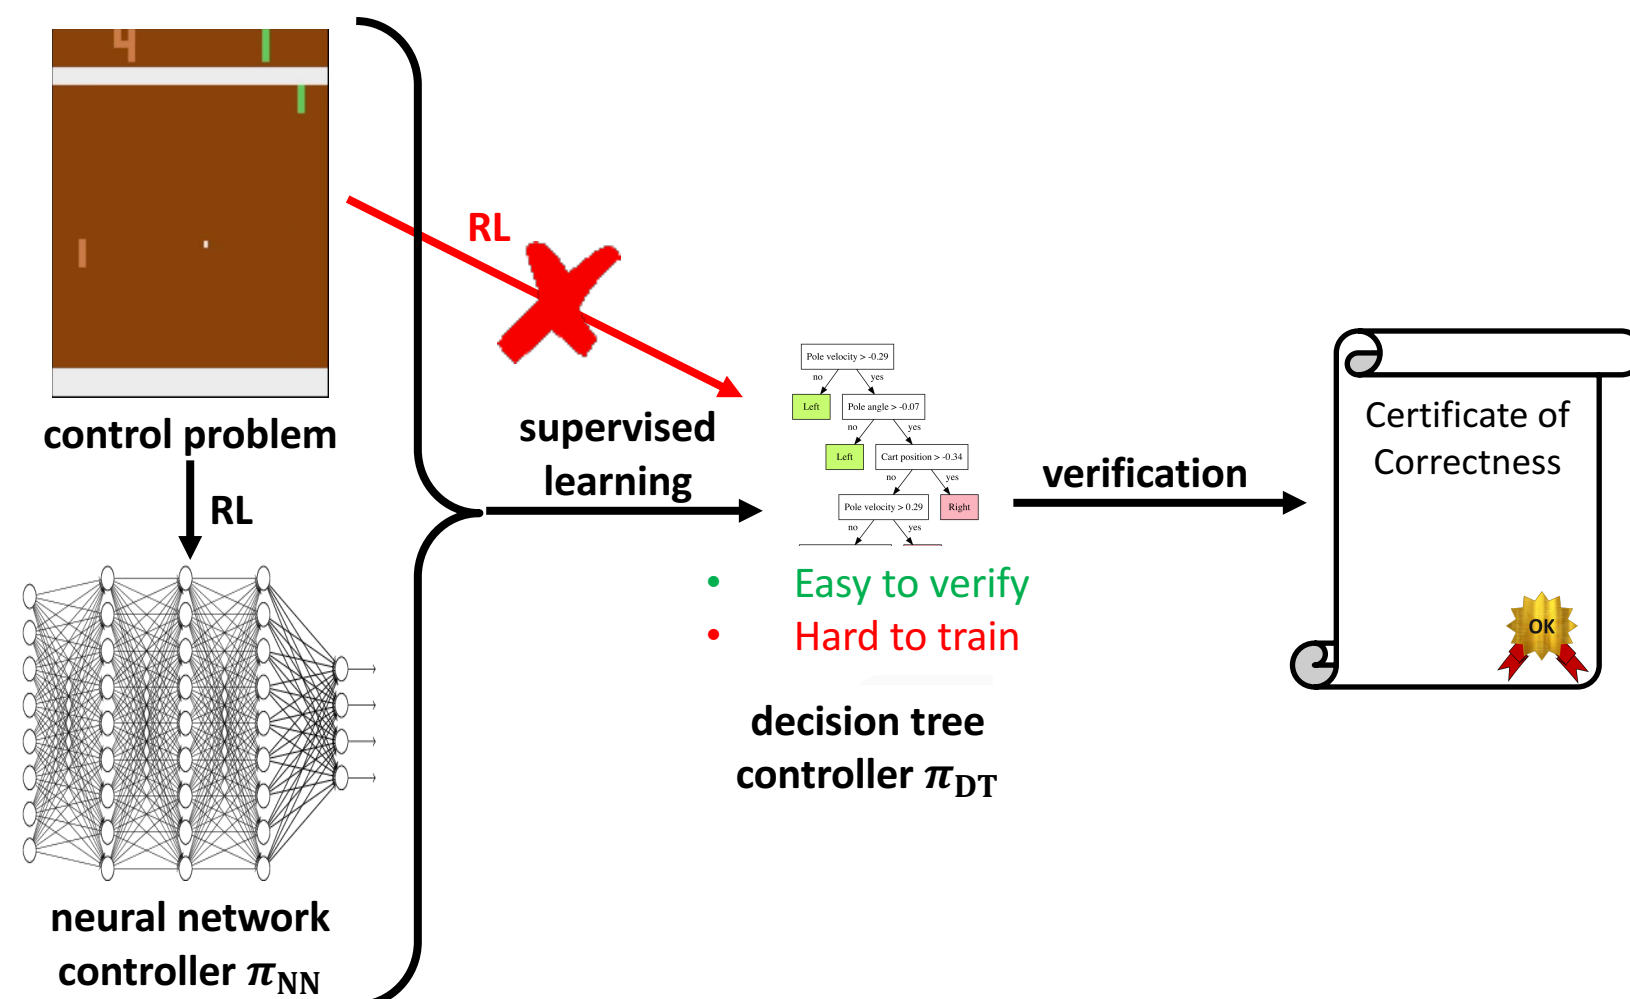 4
control problem
RL
neural network
controller π_NN
RL
supervised
learning
Pole velocity > -0.29
no yes
Left
Pole angle > -0.07
no yes
Left
Cart position > -0.34
no yes
Pole velocity > 0.29
Right
no yes
• Easy to verify
• Hard to train
decision tree
controller π_DT
verification
Certificate of
Correctness
OK